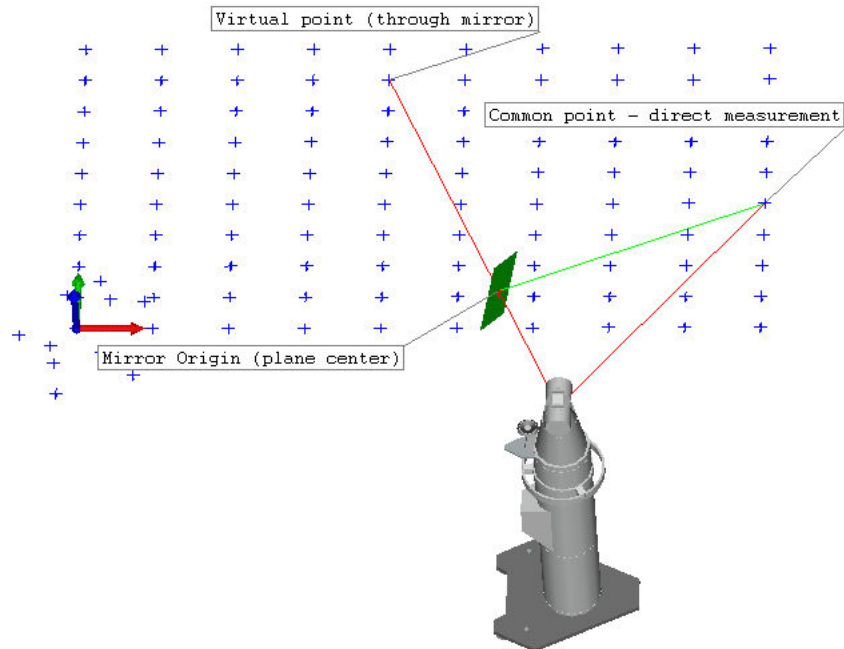 Virtual point (through mirror)
Common point - direct measurement
Mirror Origin (plane center)